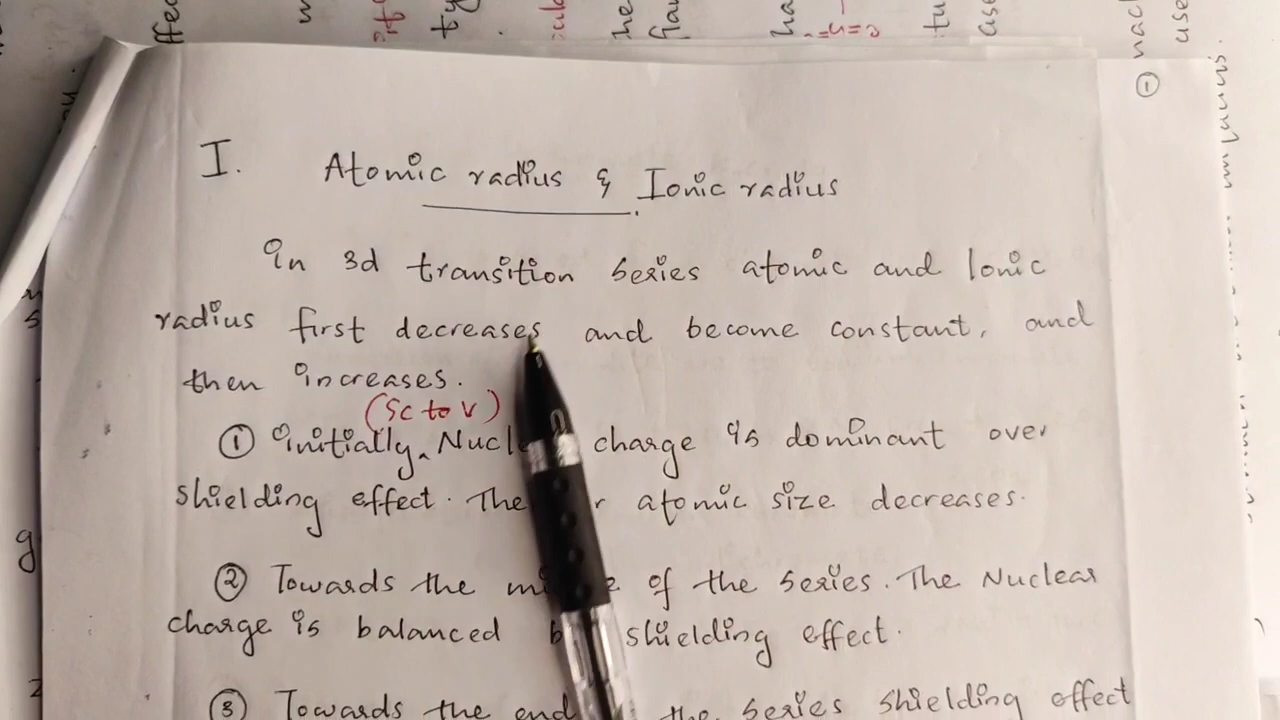 I. Atomic radius & Ionic radius
In 3d transition series atomic and Ionic
radius first decreases and become constant, and
then increases.
(Sc to V)
① initially, Nuclear charge is dominant over
shielding effect. The atomic size decreases.
② Towards the of the series. The Nuclear
charge is balanced shielding effect.
③ Towards the end the series shielding effect